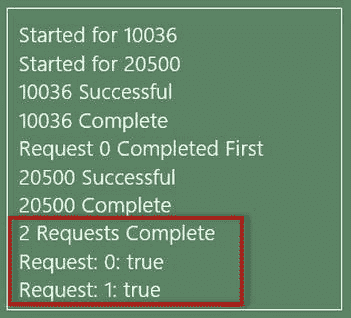 Started for 10036
Started for 20500
10036 Successful
10036 Complete
Request 0 Completed First
20500 Successful
20500 Complete
2 Requests Complete
Request: 0: true
Request: 1: true